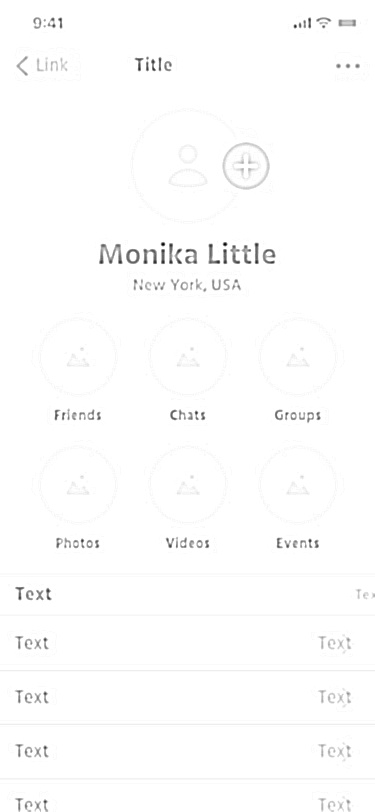 9:41
Link Title
Monika Little
New York, USA
Friends Chats Groups
Photos Videos Events
Text Tex
Text Text
Text Text
Text Text
Text Text